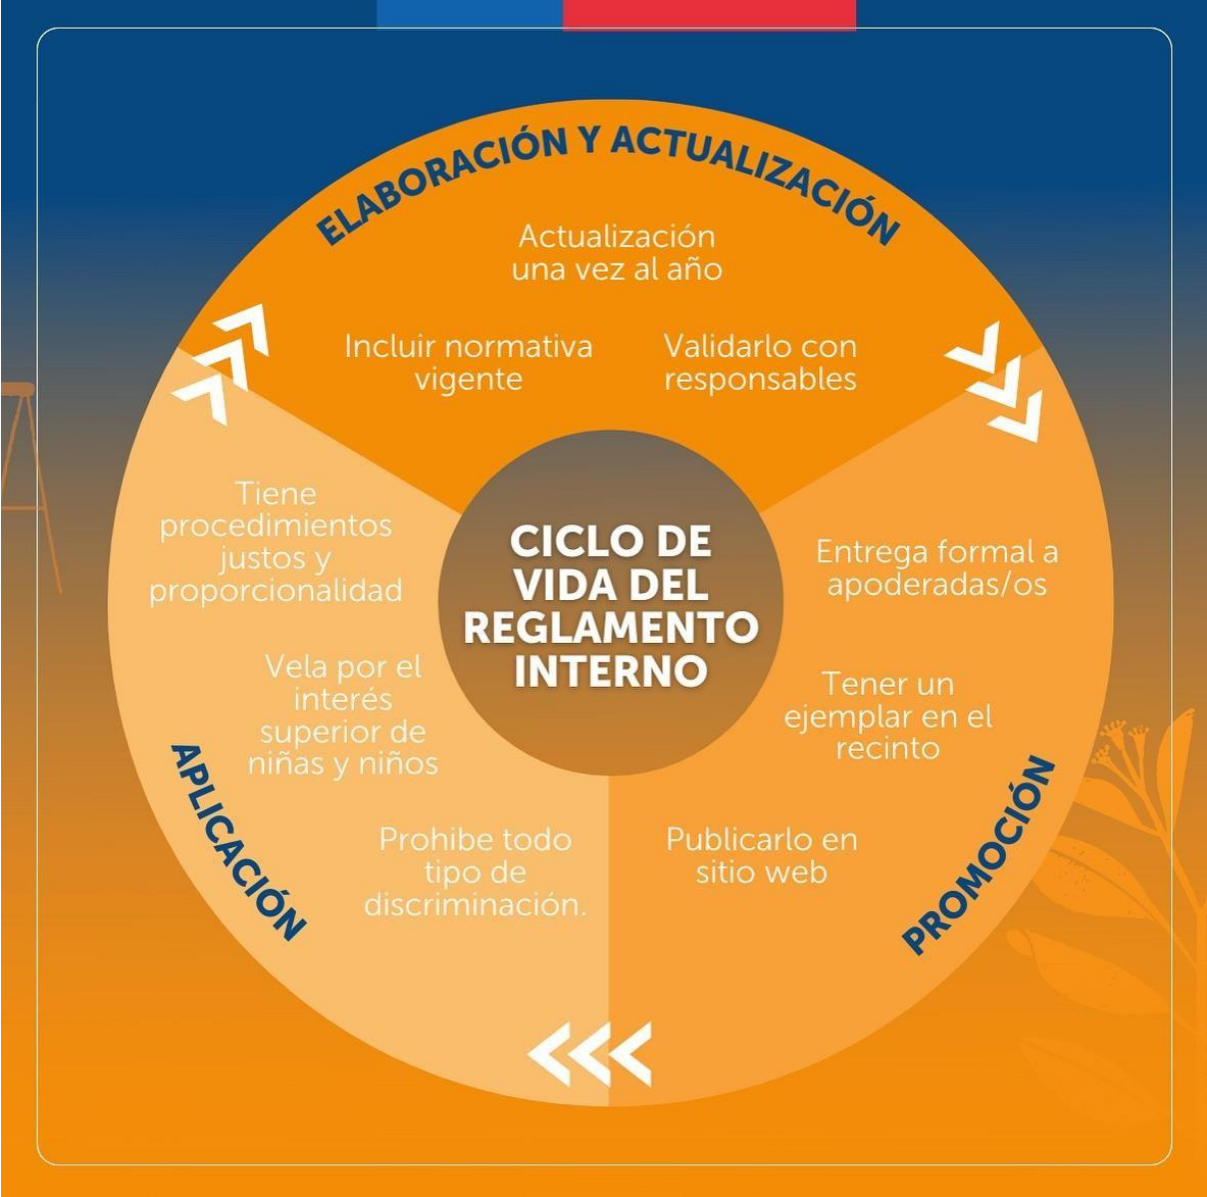 ELABORACIÓN Y ACTUALIZACIÓN
Actualización
una vez al año
Incluir normativa
vigente
Validarlo con
responsables
CICLO DE
VIDA DEL
REGLAMENTO
INTERNO
Entrega formal a
apoderadas/os
Tener un
ejemplar en el
recinto
Publicarlo en
sitio web
PROMOCIÓN
Tiene
procedimientos
justos y
proporcionalidad
Vela por el
interés
superior de
niñas y niños
Prohibe todo
tipo de
discriminación.
APLICACIÓN